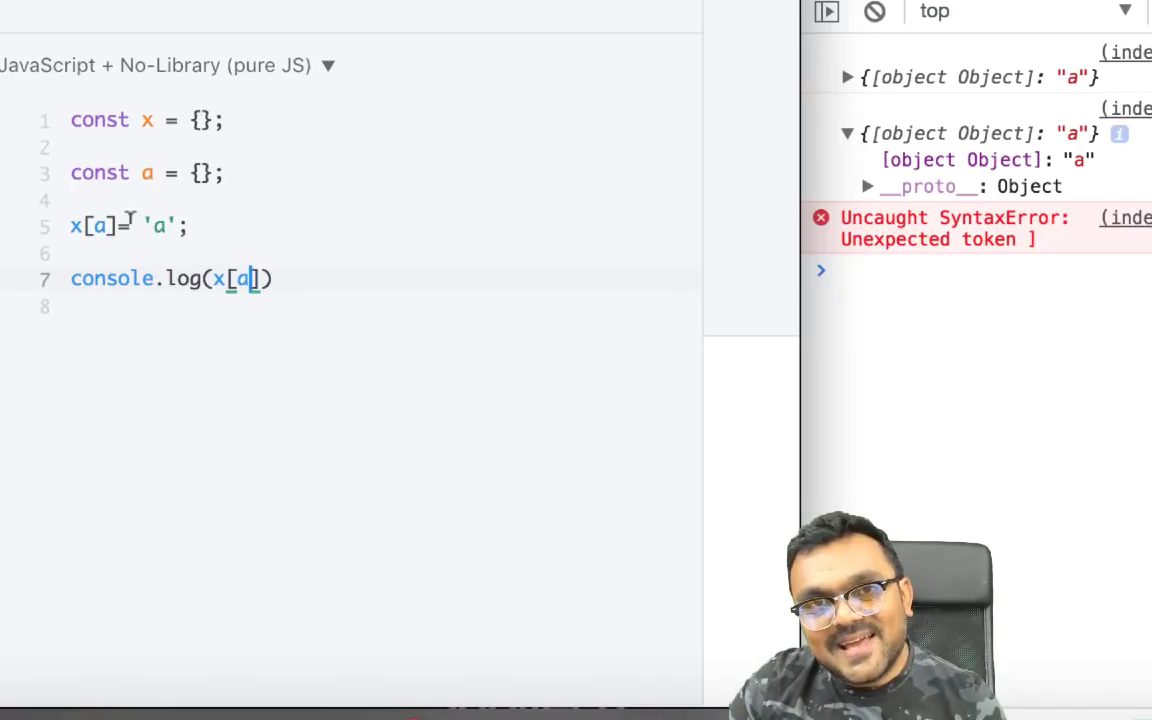 JavaScript + No-Library (pure JS) ▼
1 const x = {};
2
3 const a = {};
4
5 x[a]= 'a';
6
7 console.log(x[a])
8
top ▼
(inde
▶ {[object Object]: "a"}
(inde
▼ {[object Object]: "a"} i
[object Object]: "a"
▶ __proto__: Object
Uncaught SyntaxError: (inde
Unexpected token ]
>